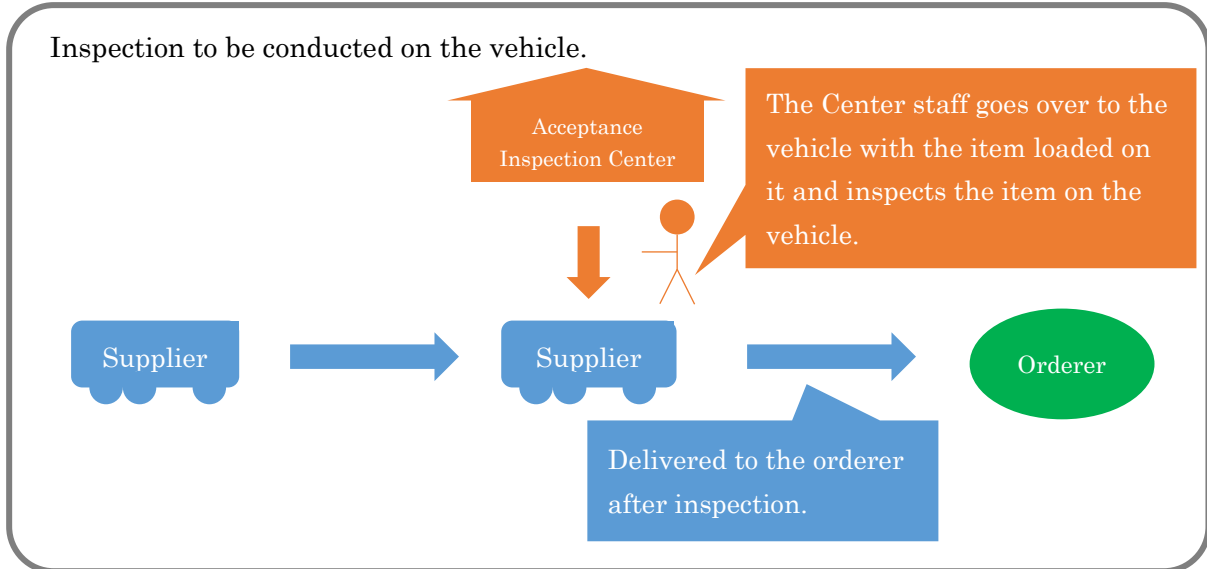 Inspection to be conducted on the vehicle.
Acceptance
Inspection Center
The Center staff goes over to the
vehicle with the item loaded on
it and inspects the item on the
vehicle.
Supplier
Supplier
Orderer
Delivered to the orderer
after inspection.